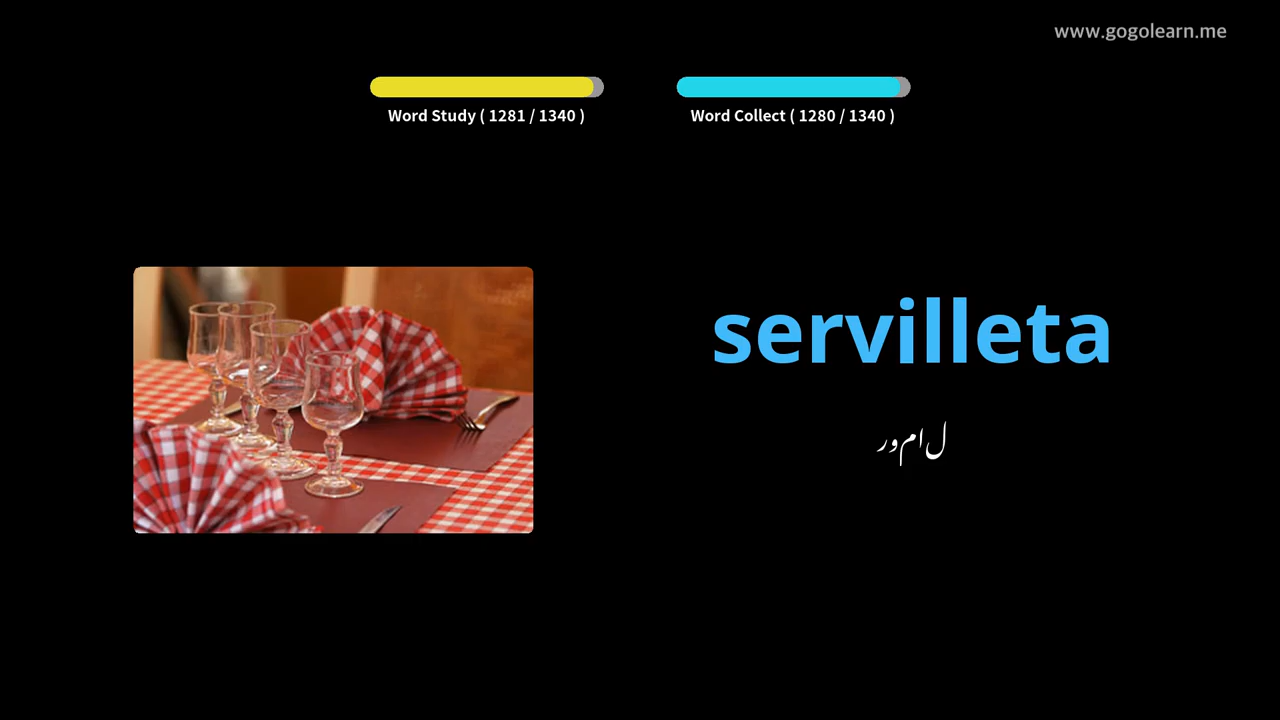 www.gogolearn.me
Word Study ( 1281 / 1340 )
Word Collect ( 1280 / 1340 )
servilleta
رومال